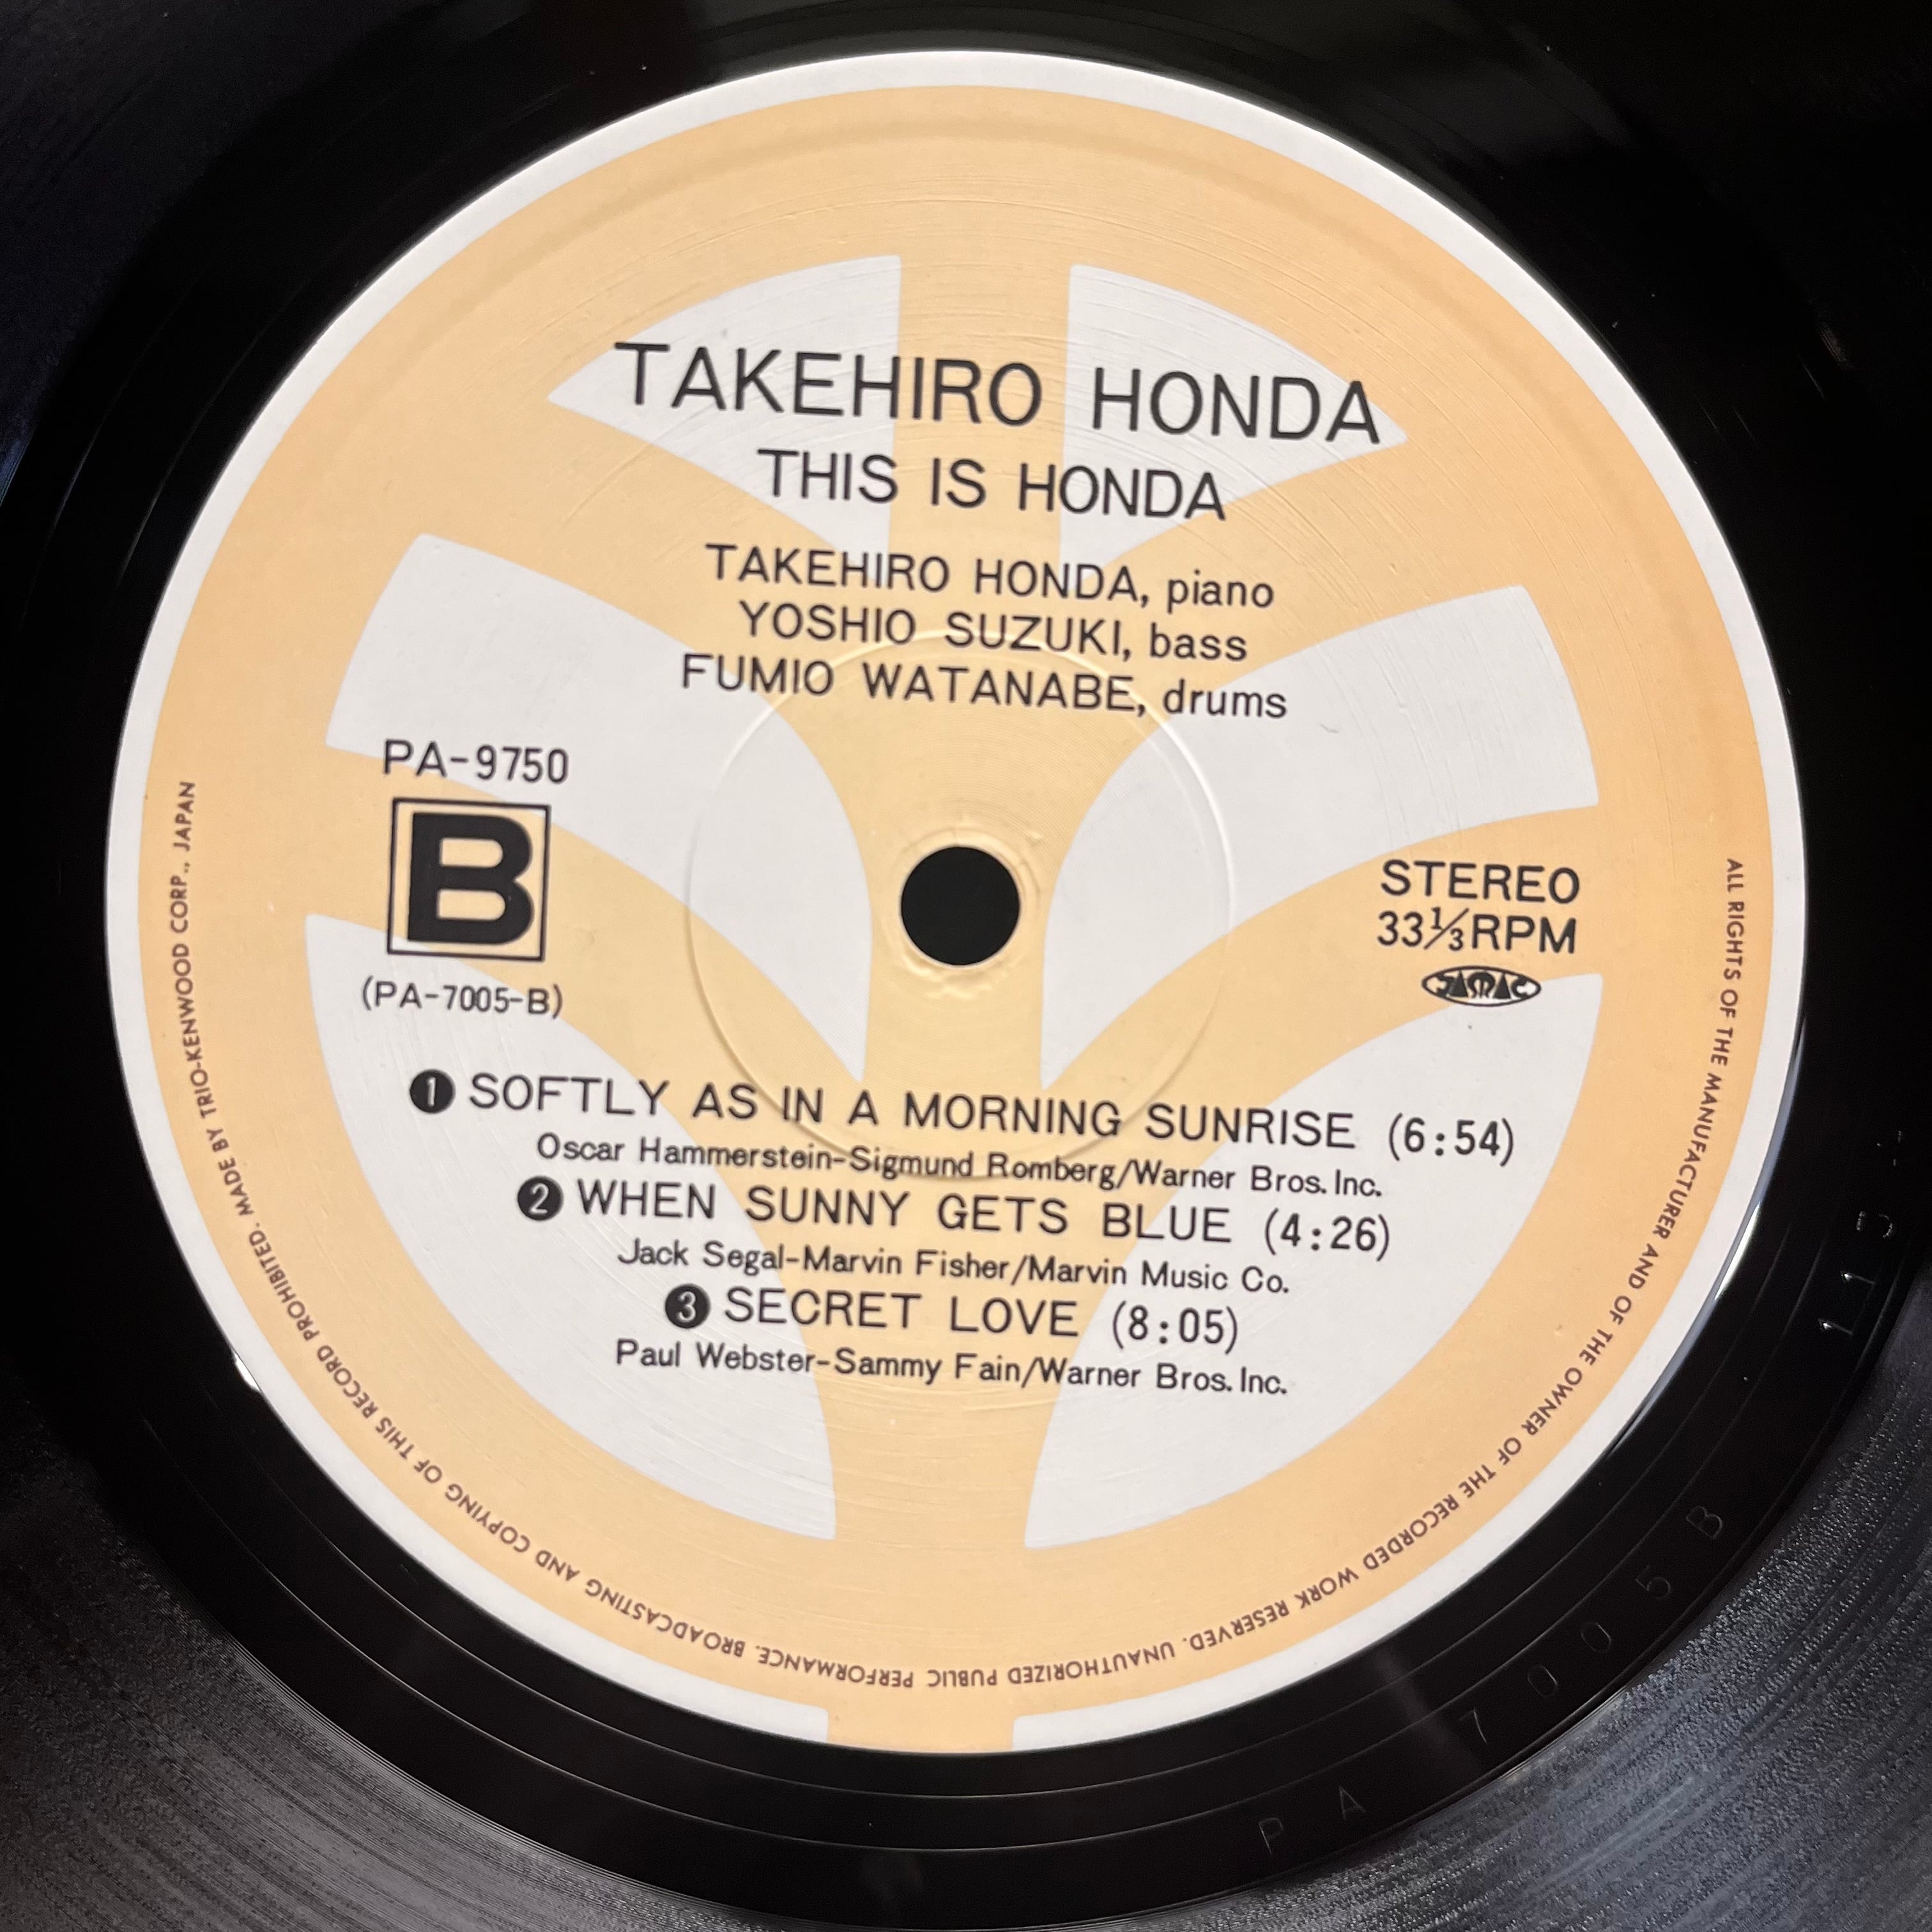 TAKEHIRO HONDA
THIS IS HONDA
TAKEHIRO HONDA, piano
YOSHIO SUZUKI, bass
FUMIO WATANABE, drums
PA-9750
B
(PA-7005-B)
STEREO
33⅓RPM
JASRAC
❶ SOFTLY AS IN A MORNING SUNRISE (6:54)
Oscar Hammerstein-Sigmund Romberg/Warner Bros. Inc.
❷ WHEN SUNNY GETS BLUE (4:26)
Jack Segal-Marvin Fisher/Marvin Music Co.
❸ SECRET LOVE (8:05)
Paul Webster-Sammy Fain/Warner Bros. Inc.
ALL RIGHTS OF THE MANUFACTURER AND OF THE OWNER OF THE RECORDED WORK RESERVED. UNAUTHORIZED PUBLIC PERFORMANCE. BROADCASTING AND COPYING OF THIS RECORD PROHIBITED. MADE BY TRIO-KENWOOD CORP., JAPAN
PA 7005 B